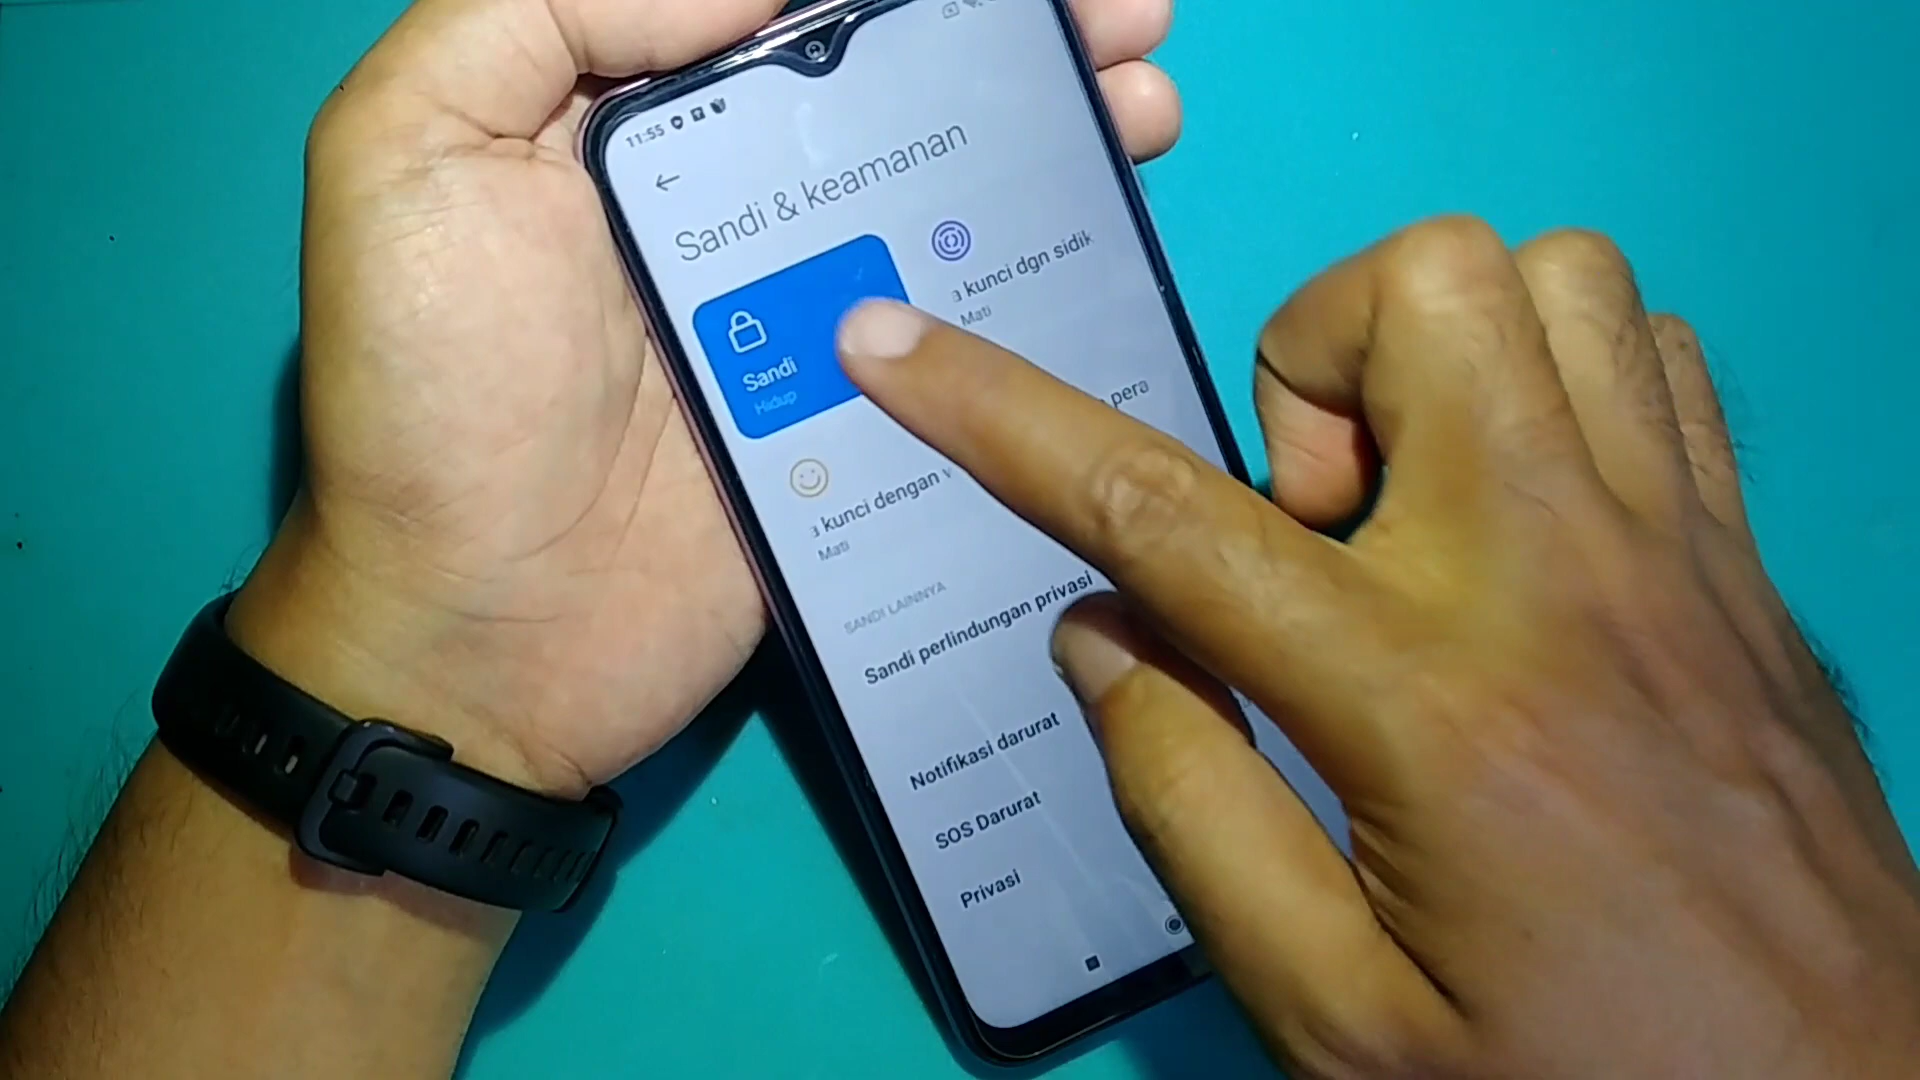 11:55
Sandi & keamanan
Sandi
Hidup
kunci dgn sidik
Mati
pera
kunci dengan
Mati
SANDI LAINNYA
Sandi perlindungan privasi
Notifikasi darurat
SOS Darurat
Privasi